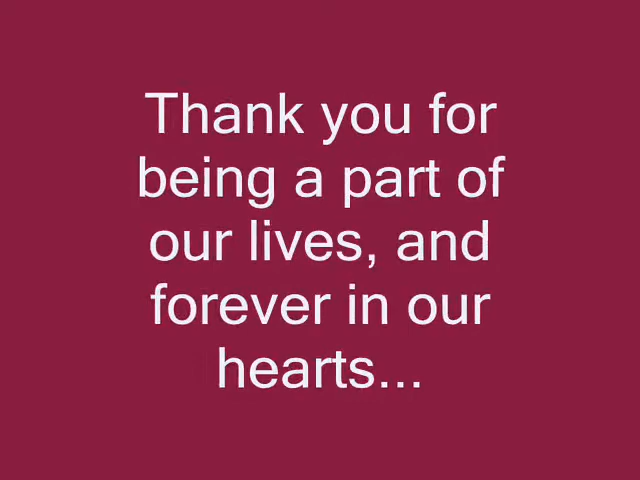 Thank you for
being a part of
our lives, and
forever in our
hearts...